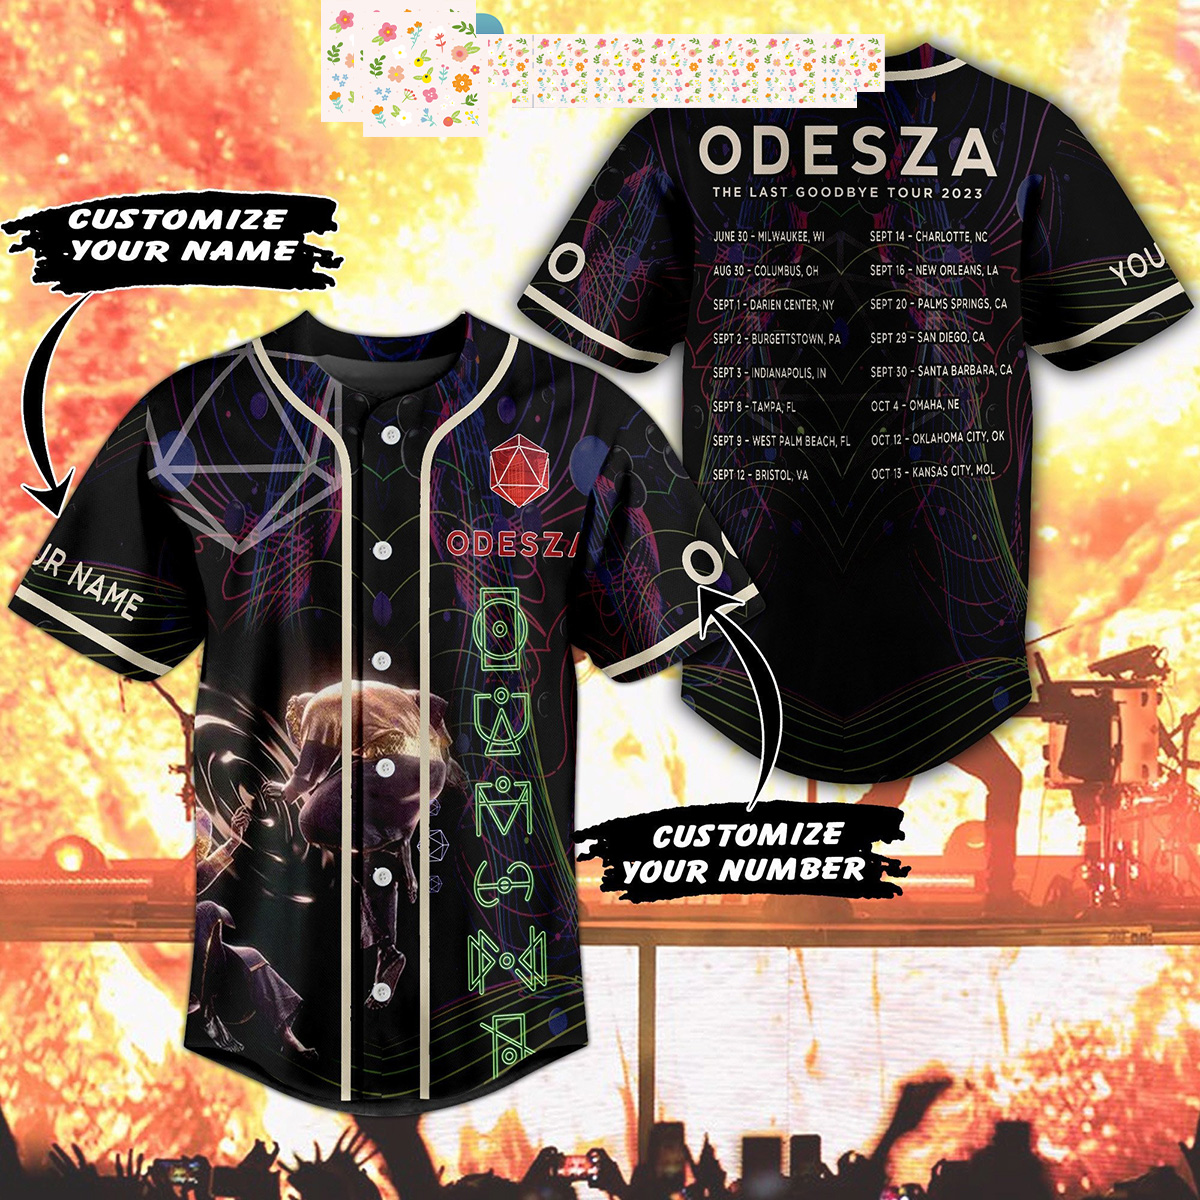 CUSTOMIZE
YOUR NAME
UR NAME
ODESZA
O
ODESZA
THE LAST GOODBYE TOUR 2023
JUNE 30 - MILWAUKEE, WI
AUG 30 - COLUMBUS, OH
SEPT 1 - DARIEN CENTER, NY
SEPT 2 - BURGETTSTOWN, PA
SEPT 3 - INDIANAPOLIS, IN
SEPT 8 - TAMPA, FL
SEPT 9 - WEST PALM BEACH, FL
SEPT 12 - BRISTOL, VA
SEPT 14 - CHARLOTTE, NC
SEPT 16 - NEW ORLEANS, LA
SEPT 20 - PALMS SPRINGS, CA
SEPT 29 - SAN DIEGO, CA
SEPT 30 - SANTA BARBARA, CA
OCT 4 - OMAHA, NE
OCT 12 - OKLAHOMA CITY, OK
OCT 13 - KANSAS CITY, MOL
O
YOU
CUSTOMIZE
YOUR NUMBER